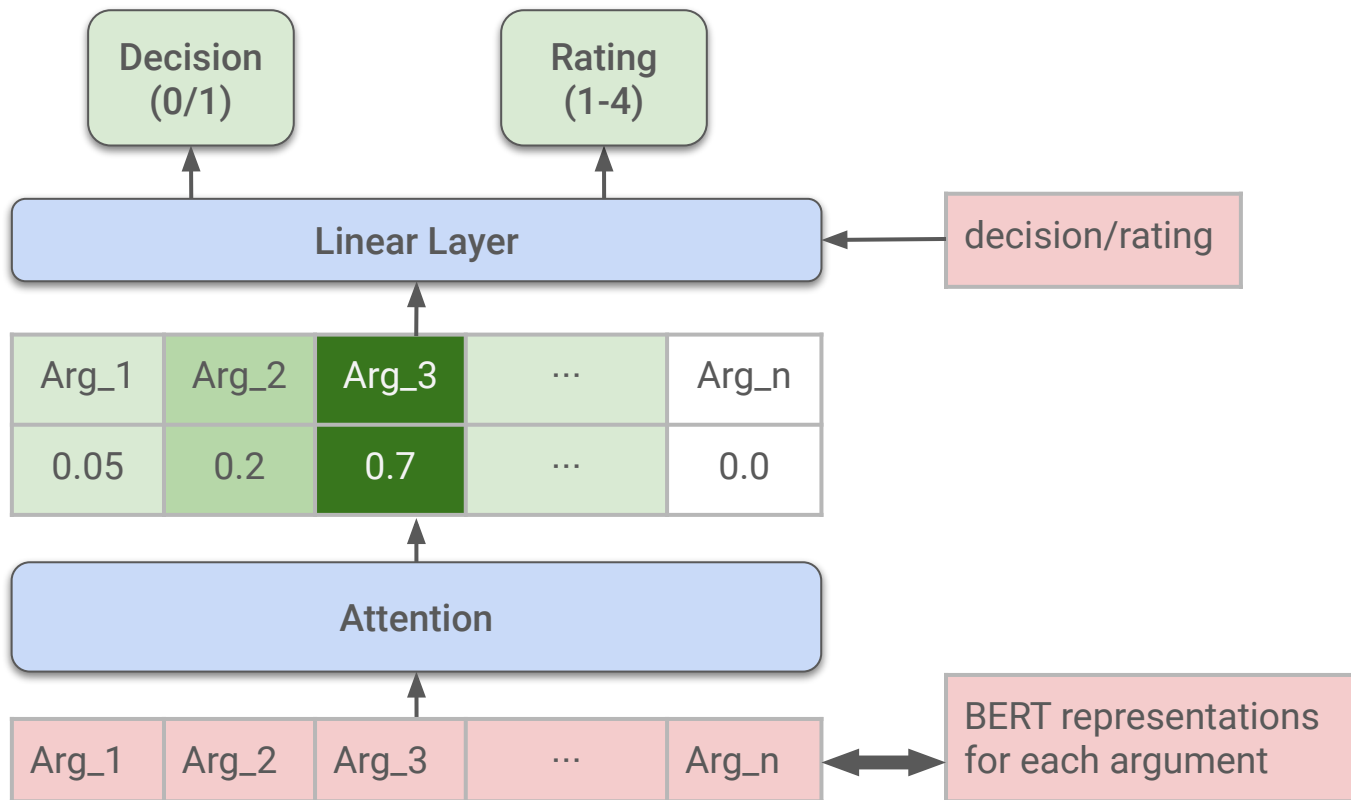 Decision
(0/1)
Rating
(1-4)
Linear Layer
decision/rating
Arg_1 Arg_2 Arg_3 ... Arg_n
0.05 0.2 0.7 ... 0.0
Attention
Arg_1 Arg_2 Arg_3 ... Arg_n
BERT representations
for each argument